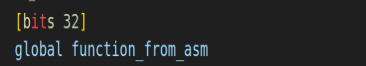 [bits 32]
global function_from_asm